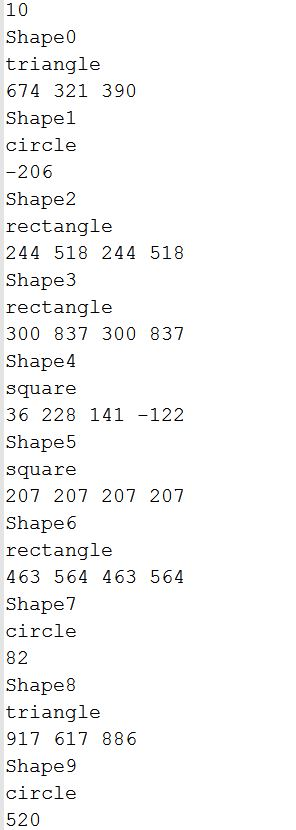 10
Shape0
triangle
674 321 390
Shape1
circle
-206
Shape2
rectangle
244 518 244 518
Shape3
rectangle
300 837 300 837
Shape4
square
36 228 141 -122
Shape5
square
207 207 207 207
Shape6
rectangle
463 564 463 564
Shape7
circle
82
Shape8
triangle
917 617 886
Shape9
circle
520